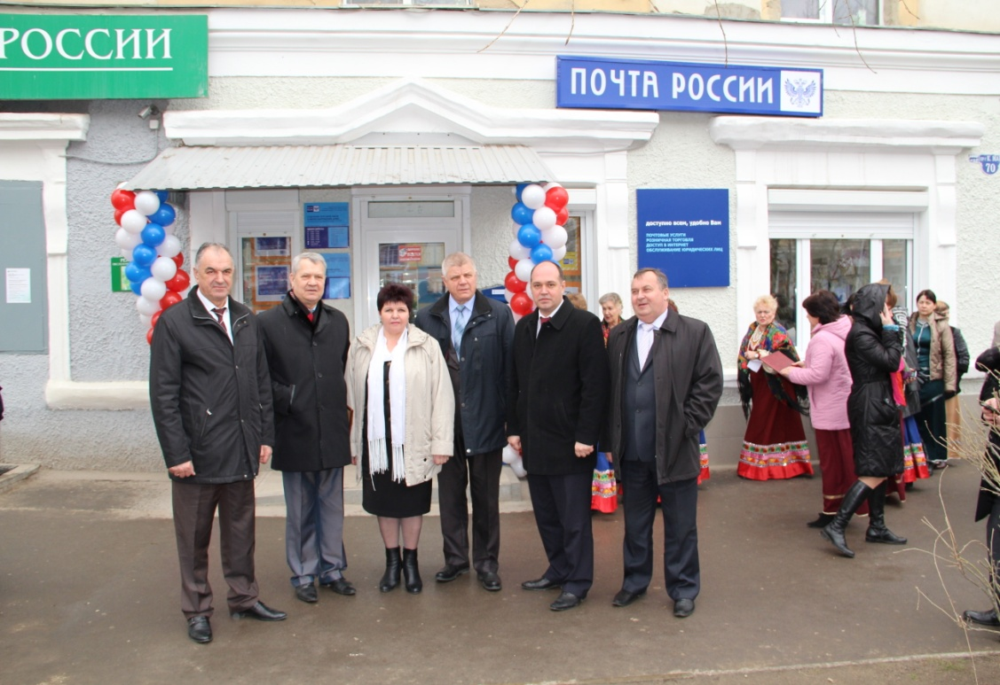 РОССИИ
ПОЧТА РОССИИ
доступно всем, удобно Вам
ПОЧТОВЫЕ УСЛУГИ
РОЗНИЧНАЯ ТОРГОВЛЯ
ДОСТУП В ИНТЕРНЕТ
ОБСЛУЖИВАНИЕ ЮРИДИЧЕСКИХ ЛИЦ
70